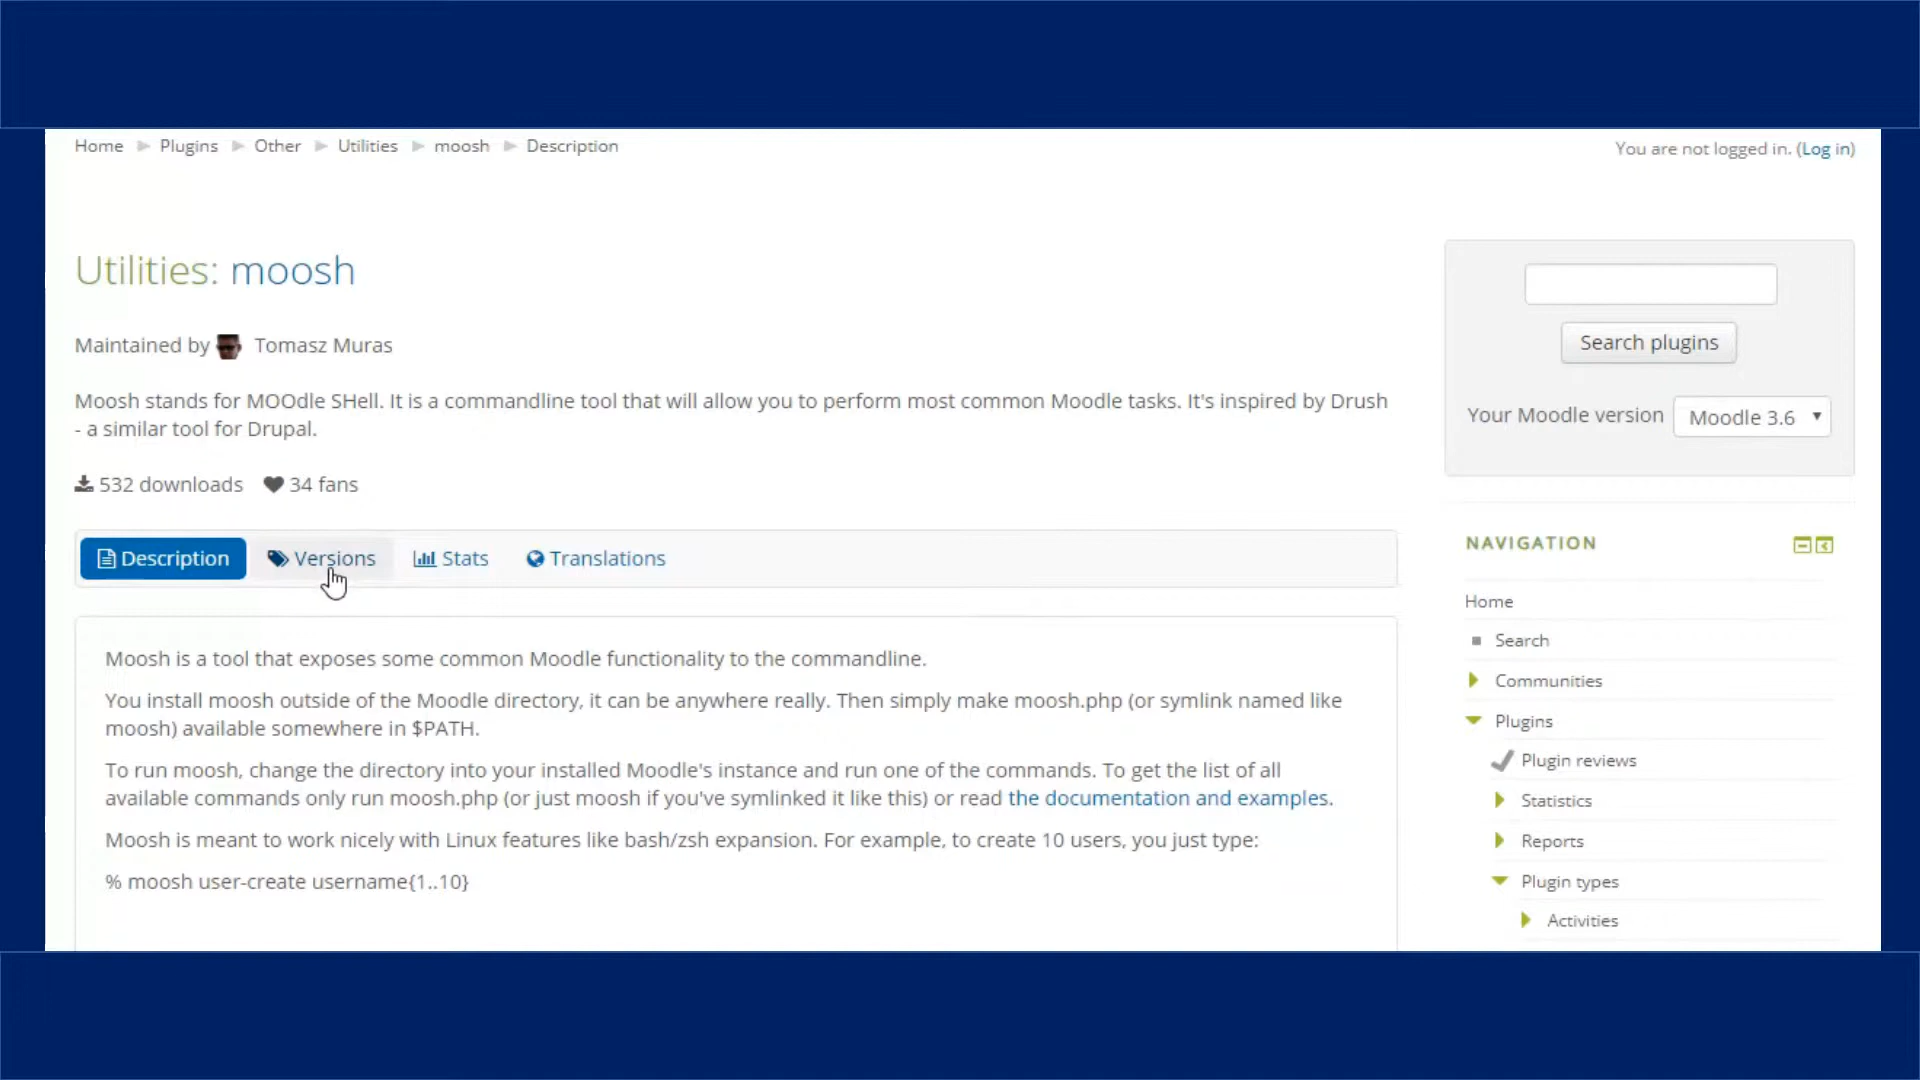 Home Plugins Other Utilities moosh Description
You are not logged in. (Log in)
Utilities: moosh
Maintained by Tomasz Muras
Moosh stands for MOOdle SHell. It is a commandline tool that will allow you to perform most common Moodle tasks. It's inspired by Drush
- a similar tool for Drupal.
532 downloads 34 fans
Description Versions Stats Translations
Moosh is a tool that exposes some common Moodle functionality to the commandline.
You install moosh outside of the Moodle directory, it can be anywhere really. Then simply make moosh.php (or symlink named like
moosh) available somewhere in $PATH.
To run moosh, change the directory into your installed Moodle's instance and run one of the commands. To get the list of all
available commands only run moosh.php (or just moosh if you've symlinked it like this) or read the documentation and examples.
Moosh is meant to work nicely with Linux features like bash/zsh expansion. For example, to create 10 users, you just type:
% moosh user-create username{1..10}
Search plugins
Your Moodle version Moodle 3.6
NAVIGATION
Home
Search
Communities
Plugins
Plugin reviews
Statistics
Reports
Plugin types
Activities